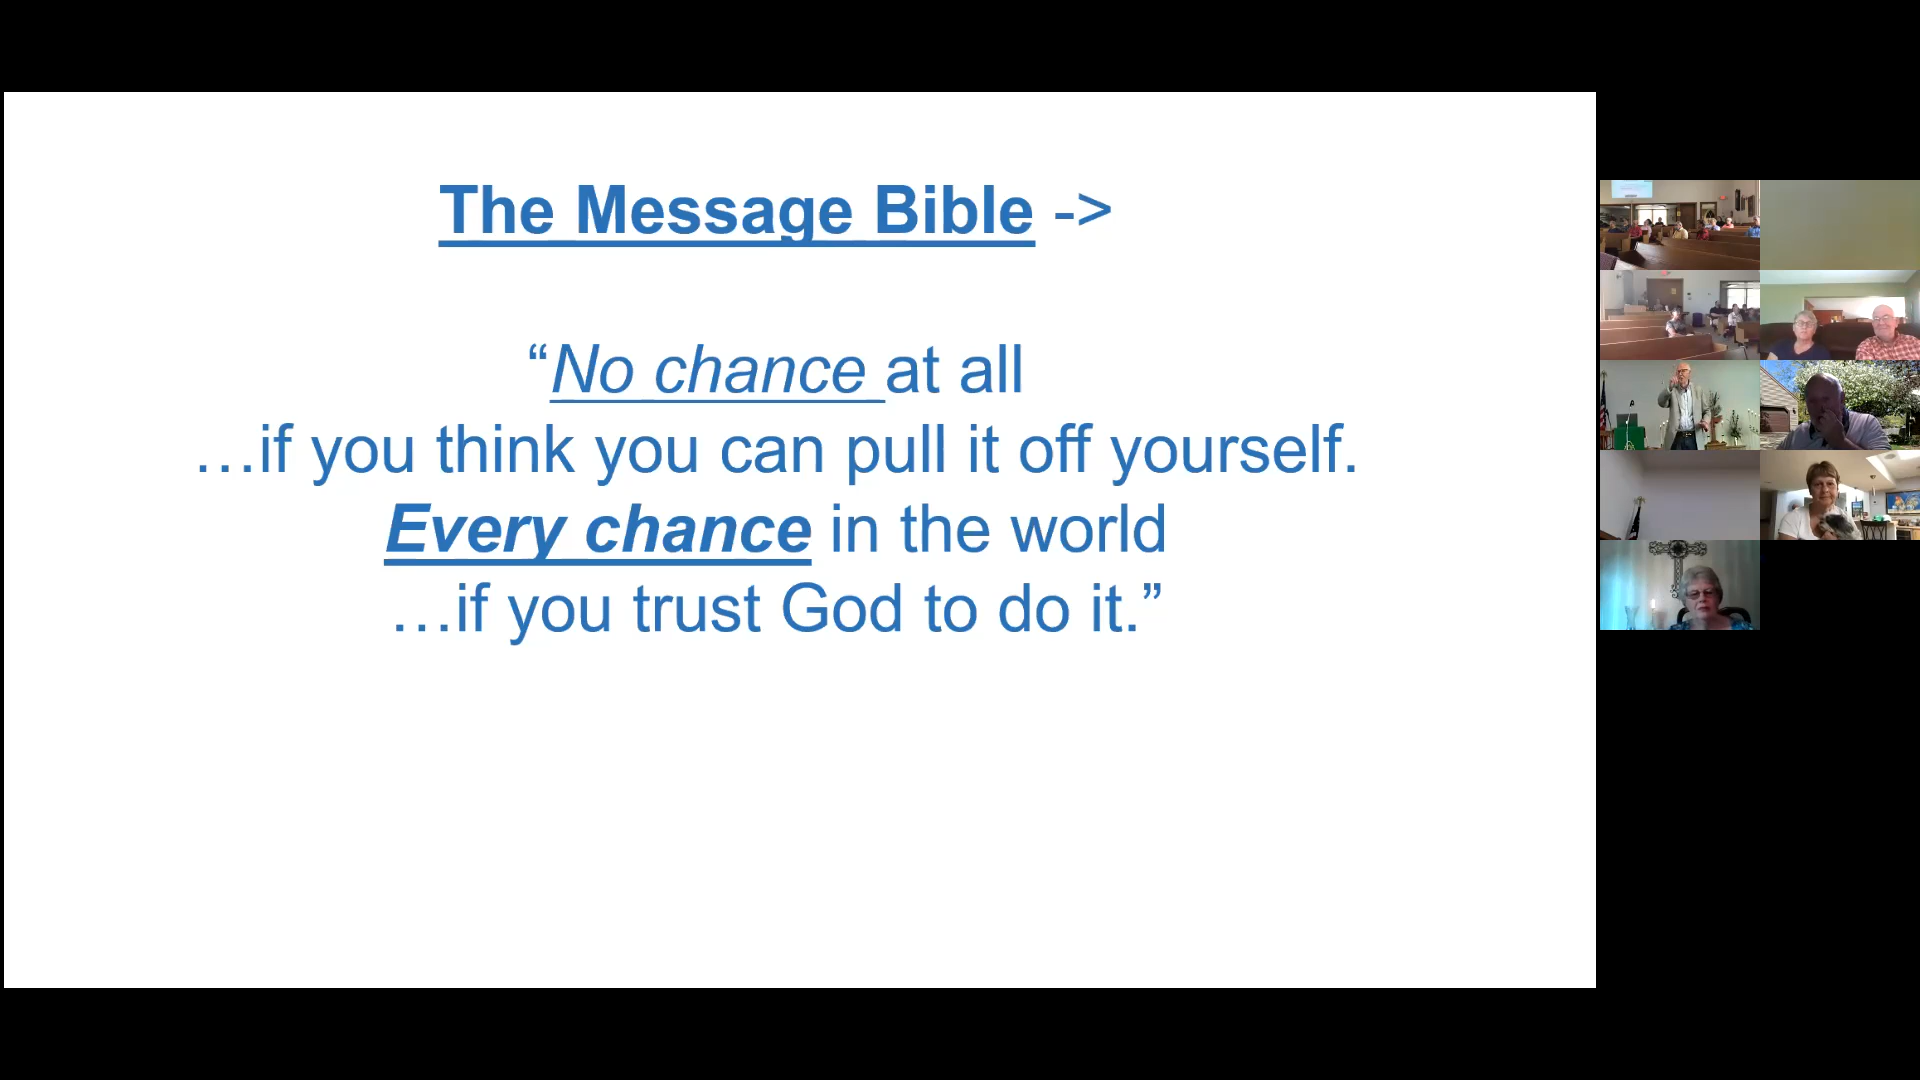 The Message Bible ->
“No chance at all
…if you think you can pull it off yourself.
Every chance in the world
…if you trust God to do it.”